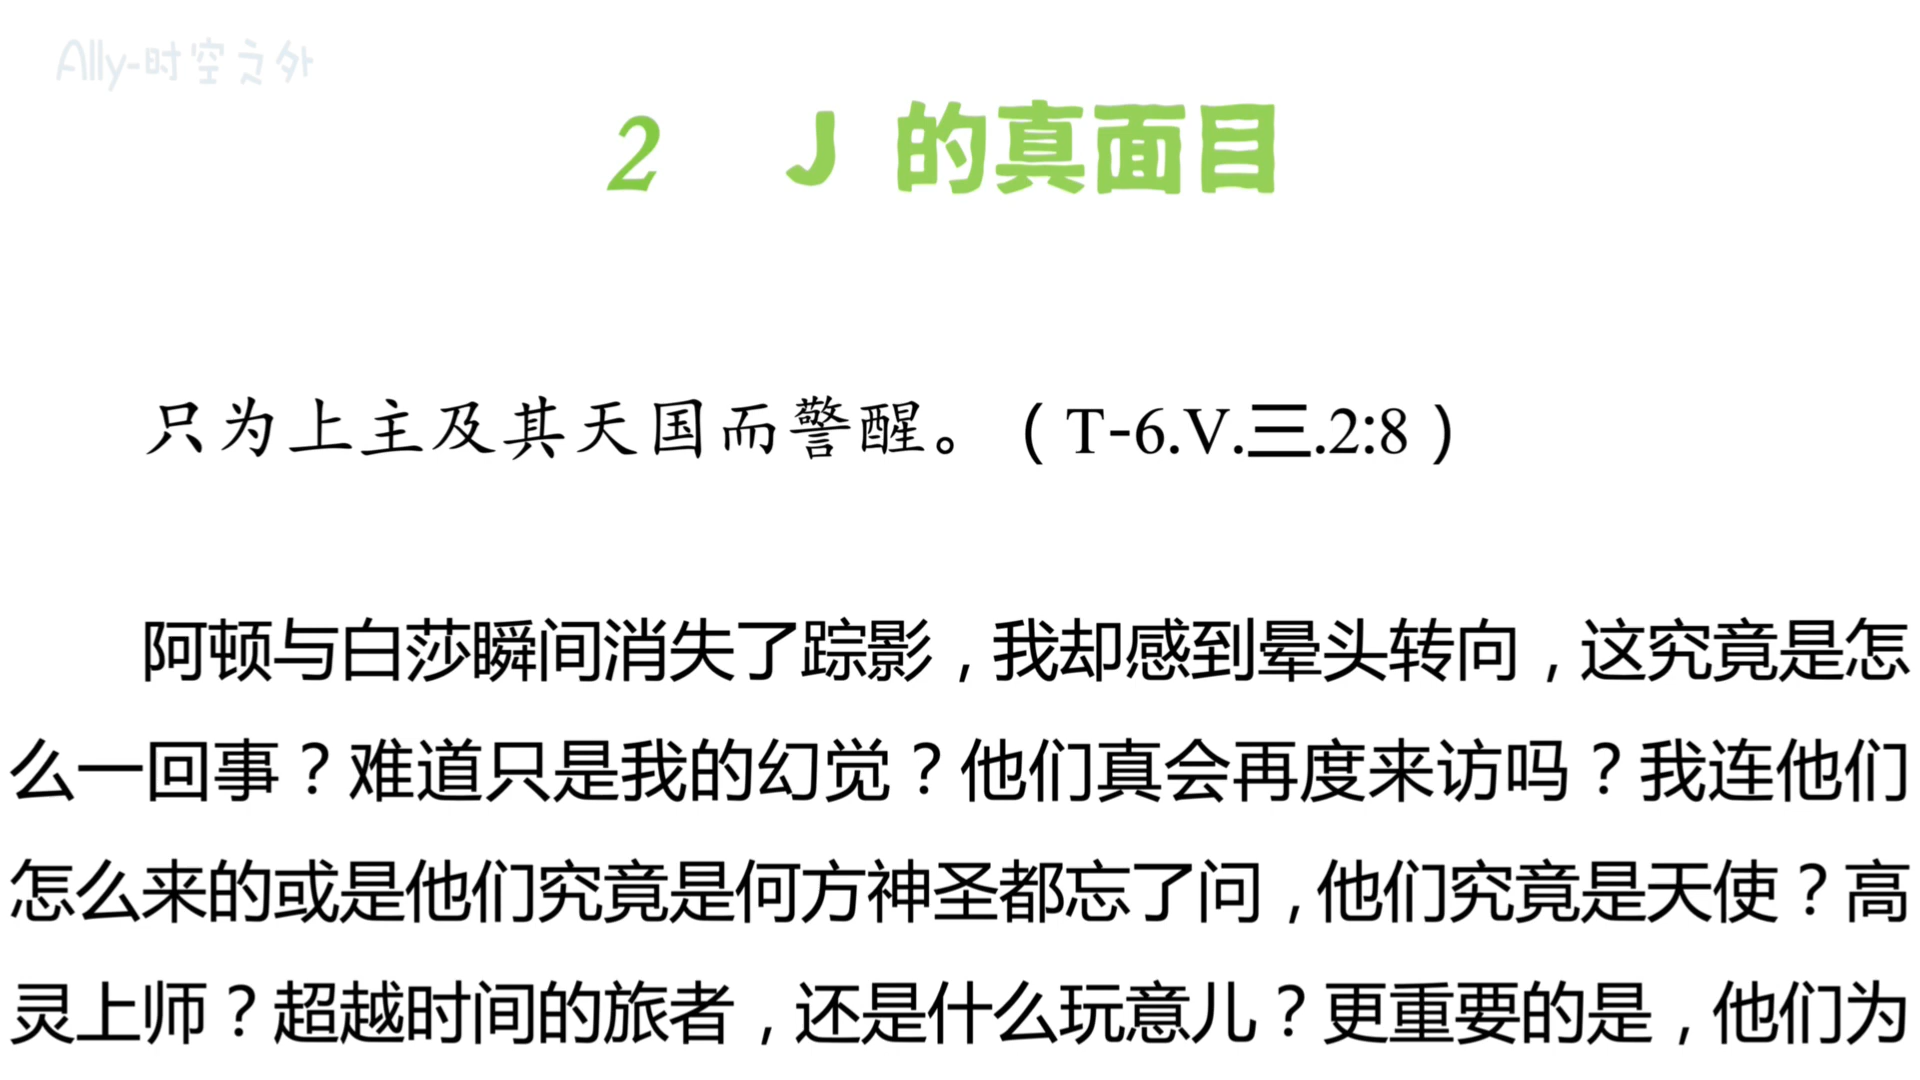 Ally-时空之外
2 J 的真面目
只为上主及其天国而警醒。（T-6.V.三.2:8）
阿顿与白莎瞬间消失了踪影，我却感到晕头转向，这究竟是怎
么一回事？难道只是我的幻觉？他们真会再度来访吗？我连他们
怎么来的或是他们究竟是何方神圣都忘了问，他们究竟是天使？高
灵上师？超越时间的旅者，还是什么玩意儿？更重要的是，他们为